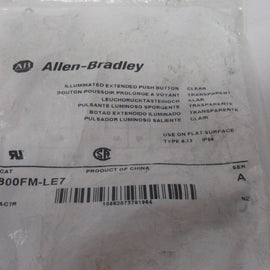 AB Allen-Bradley
ILLUMINATED EXTENDED PUSH BUTTON CLEAR
BOUTON POUSSOIR PROLONGE A VOYANT TRANSPARENT
LEUCHDRUCKTASTE HOCH KLAR
PULSANTE LUMINOSO SPORGENTE TRASPARENTE
BOTAO EXTENDIDO ILUMINADO TRANSPARENTE
PULSADOR LUMINOSO SALIENTE CLAIR
USE ON FLAT SURFACE
TYPE 4,13 IP66
CAT PRODUCT OF CHINA SER
800FM-LE7 A